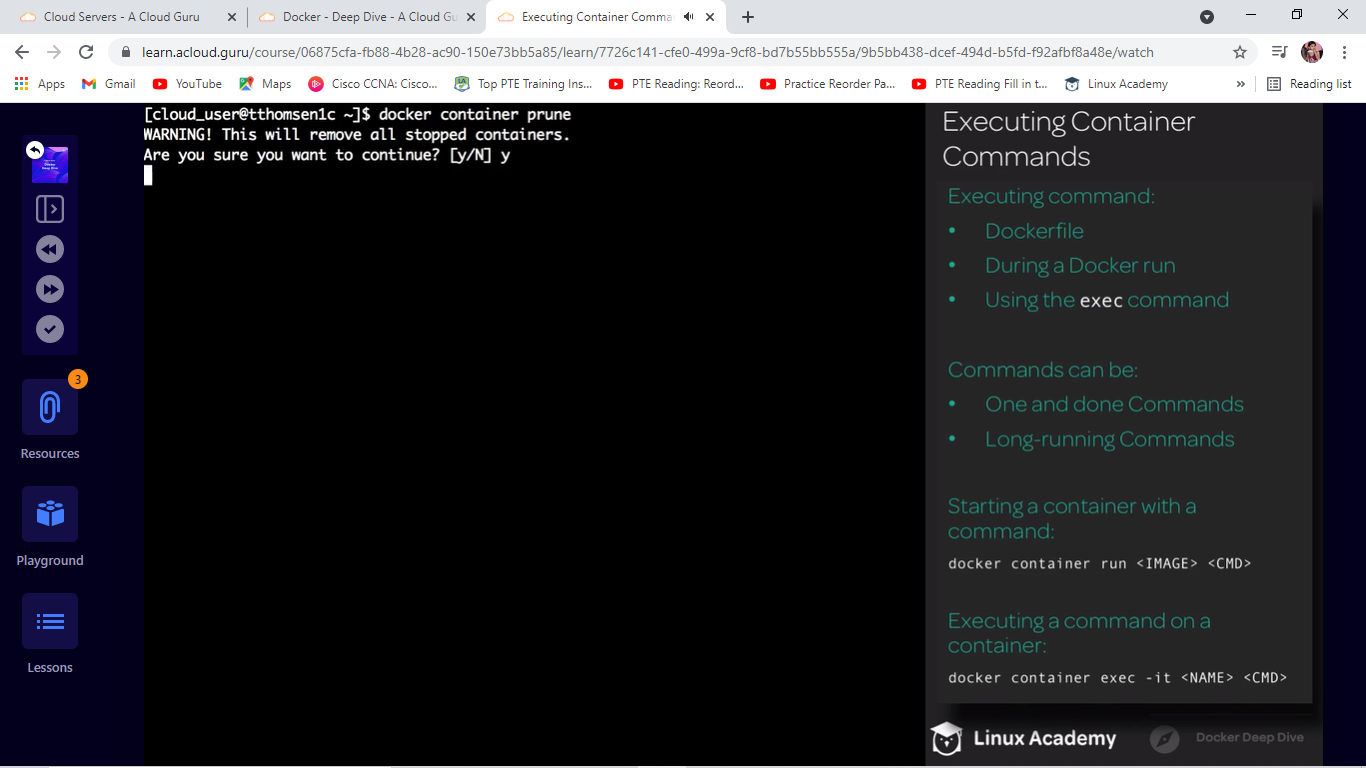 Cloud Servers - A Cloud Guru
Docker - Deep Dive - A Cloud Gu
Executing Container Comma
learn.acloud.guru/course/06875cfa-fb88-4b28-ac90-150e73bb5a85/learn/7726c141-cfe0-499a-9cf8-bd7b55bb555a/9b5bb438-dcef-494d-b5fd-f92afbf8a48e/watch
Apps
Gmail
YouTube
Maps
Cisco CCNA: Cisco...
Top PTE Training Ins...
PTE Reading: Reord...
Practice Reorder Pa...
PTE Reading Fill in t...
Linux Academy
»
Reading list
Docker
Deep Dive
3
Resources
Playground
Lessons
[cloud_user@tthomsen1c ~]$ docker container prune
WARNING! This will remove all stopped containers.
Are you sure you want to continue? [y/N] y
Executing Container
Commands
Executing command:
• Dockerfile
• During a Docker run
• Using the exec command
Commands can be:
• One and done Commands
• Long-running Commands
Starting a container with a
command:
docker container run <IMAGE> <CMD>
Executing a command on a
container:
docker container exec -it <NAME> <CMD>
Linux Academy
Docker Deep Dive